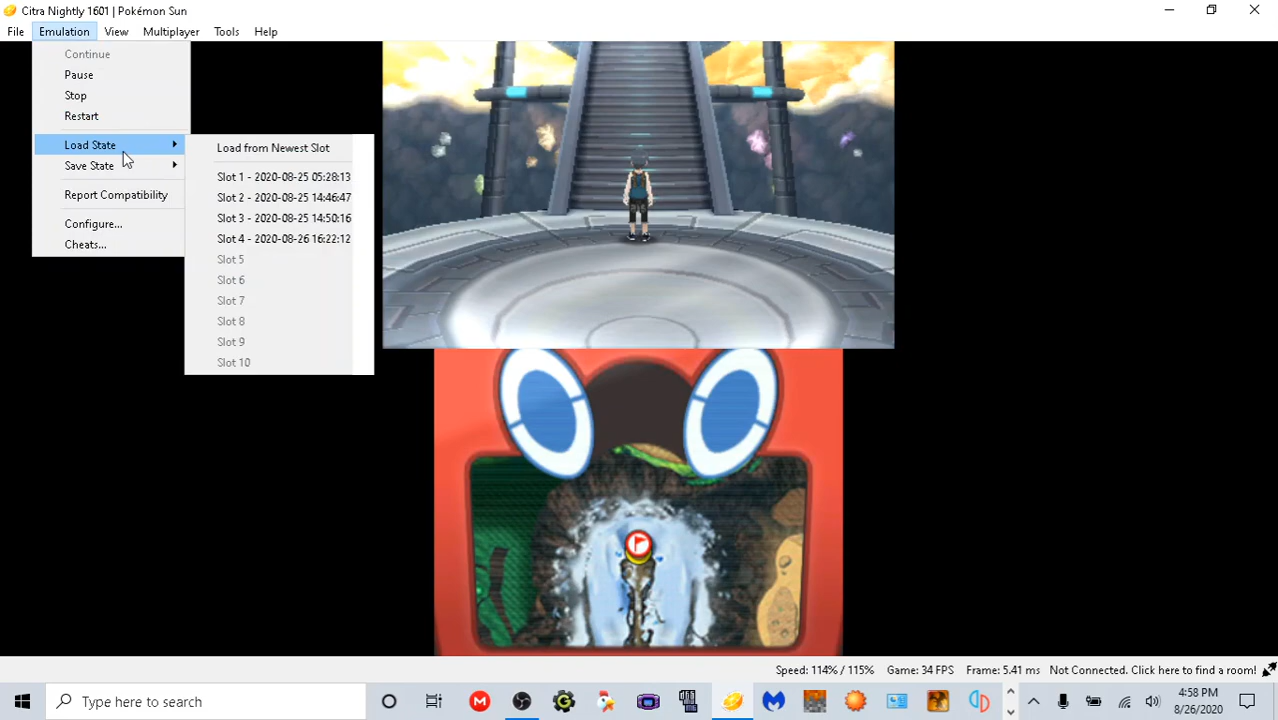 Citra Nightly 1601 | Pokémon Sun
File Emulation View Multiplayer Tools Help
Continue
Pause
Stop
Restart
Load State
Save State
Report Compatibility
Configure...
Cheats...
Load from Newest Slot
Slot 1 - 2020-08-25 05:28:13
Slot 2 - 2020-08-25 14:46:47
Slot 3 - 2020-08-25 14:50:16
Slot 4 - 2020-08-26 16:22:12
Slot 5
Slot 6
Slot 7
Slot 8
Slot 9
Slot 10
Speed: 114% / 115% Game: 34 FPS Frame: 5.41 ms Not Connected. Click here to find a room!
Type here to search
4:58 PM
8/26/2020